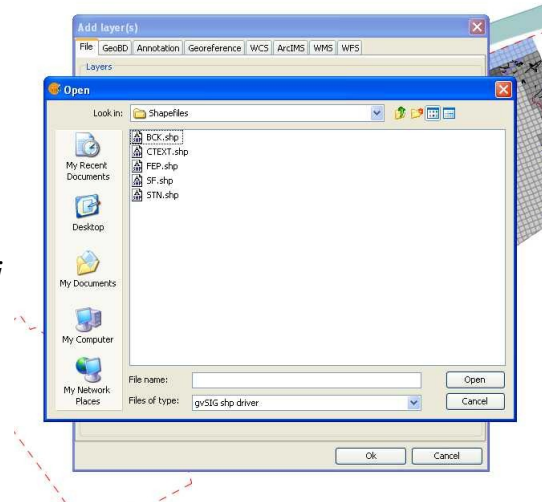 Add layer(s)
File GeoBD Annotation Georeference WCS ArcIMS WMS WFS
Layers
Open
Look in: Shapefiles
BCK.shp
CTEXT.shp
FEP.shp
SF.shp
STN.shp
My Recent
Documents
Desktop
My Documents
My Computer
My Network
Places
File name: Open
Files of type: gvSIG shp driver Cancel
Ok Cancel